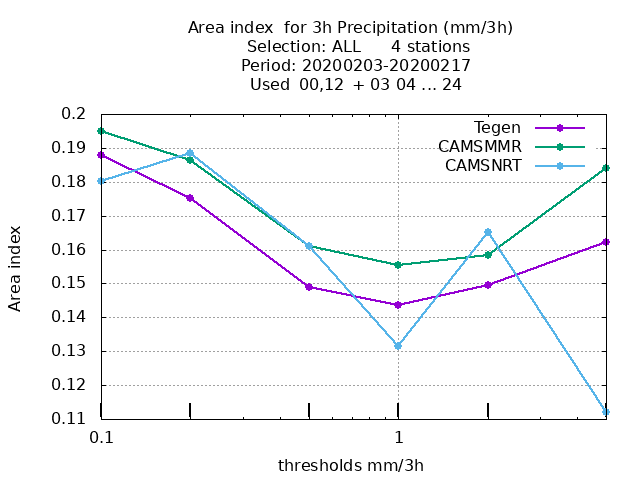 Area index  for 3h Precipitation (mm/3h)
Selection: ALL      4 stations
Period: 20200203-20200217
Used  00,12  + 03 04 ... 24
Tegen
CAMSMMR
CAMSNRT
0.2
0.19
0.18
0.17
0.16
0.15
0.14
0.13
0.12
0.11
Area index
0.1
1
thresholds mm/3h